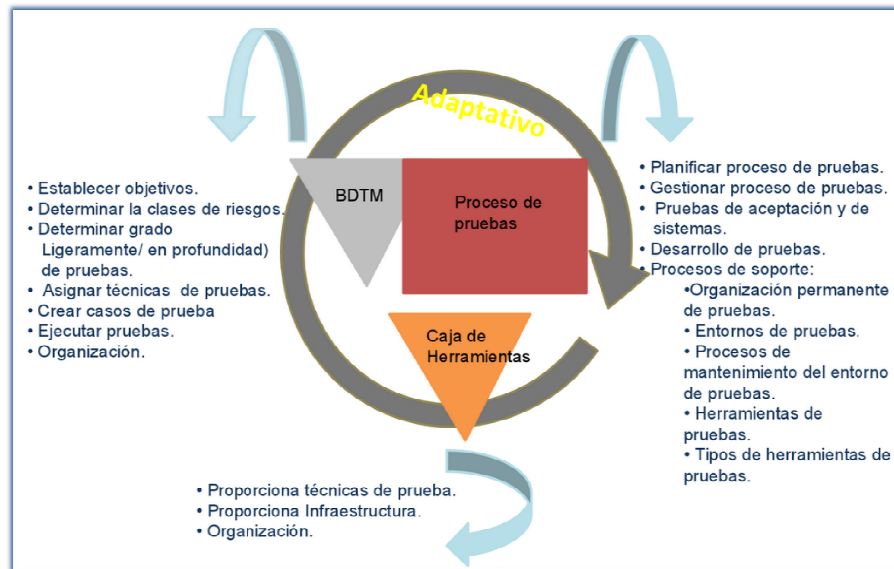 Adaptativo
BDTM
Proceso de
pruebas
Caja de
Herramientas
• Establecer objetivos.
• Determinar la clases de riesgos.
• Determinar grado
Ligeramente/ en profundidad)
de pruebas.
• Asignar técnicas de pruebas.
• Crear casos de prueba
• Ejecutar pruebas.
• Organización.
• Planificar proceso de pruebas.
• Gestionar proceso de pruebas.
• Pruebas de aceptación y de
sistemas.
• Desarrollo de pruebas.
• Procesos de soporte:
•Organización permanente
de pruebas.
• Entornos de pruebas.
• Procesos de
mantenimiento del entorno
de pruebas.
• Herramientas de
pruebas.
• Tipos de herramientas de
pruebas.
• Proporciona técnicas de prueba.
• Proporciona Infraestructura.
• Organización.